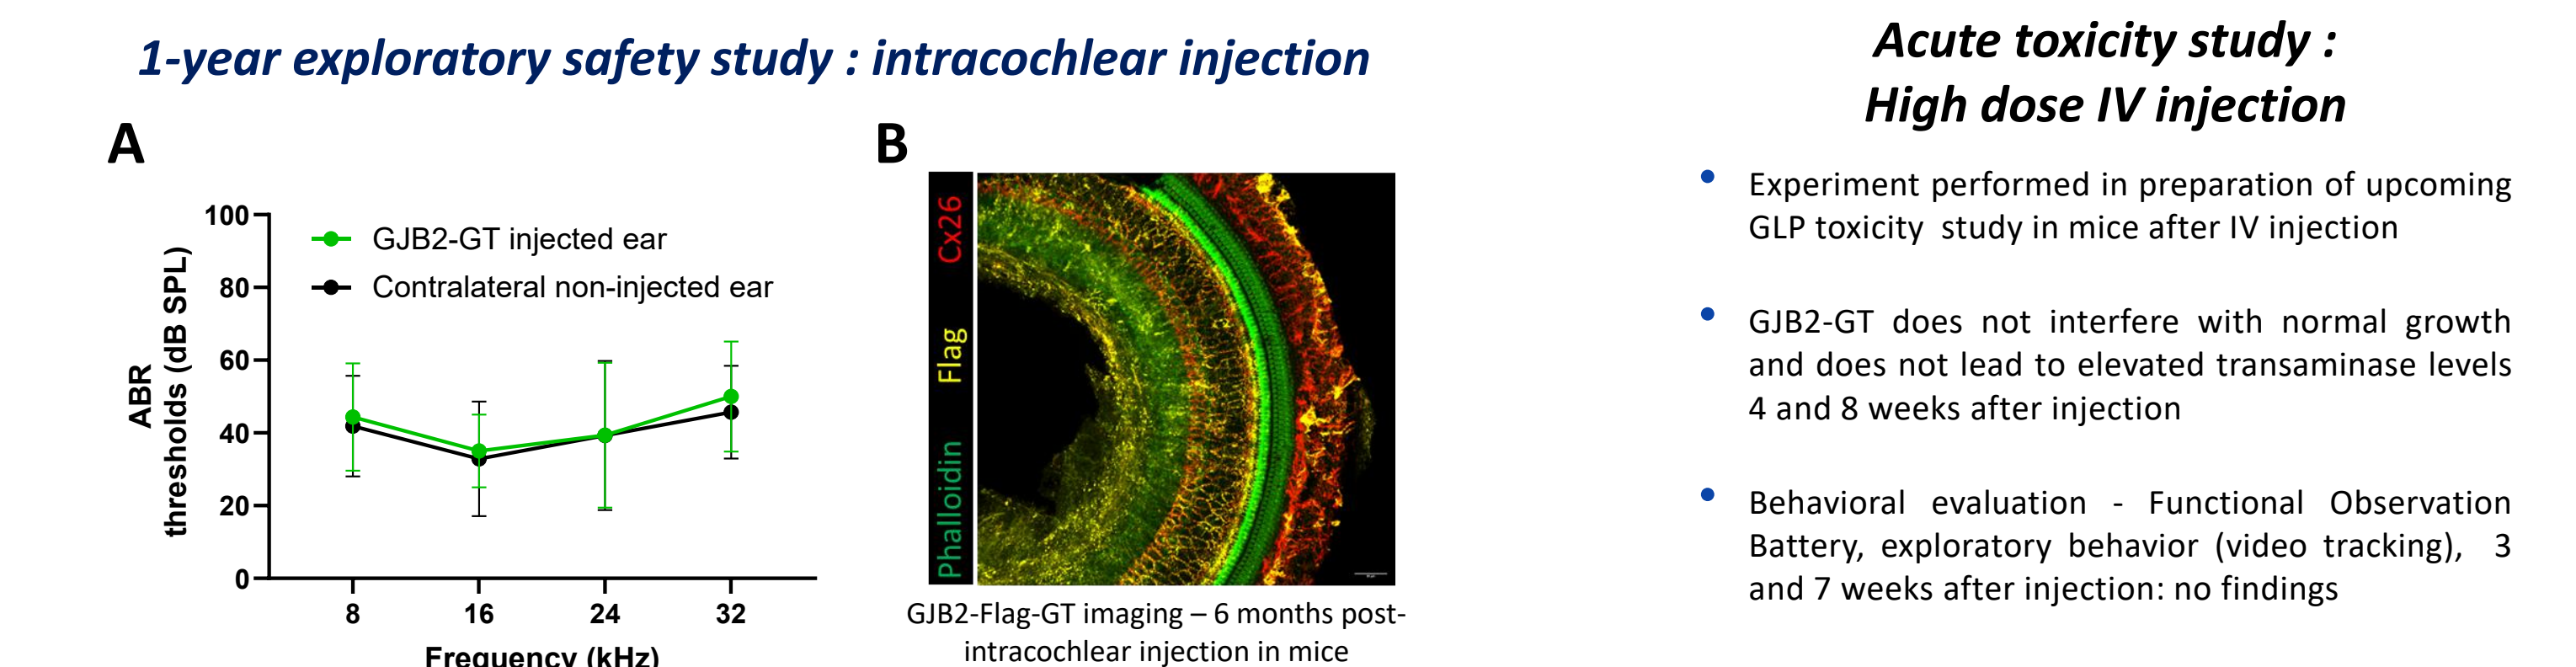 1-year exploratory safety study : intracochlear injection
A
100
80
60
40
20
0
ABR
thresholds (dB SPL)
GJB2-GT injected ear
Contralateral non-injected ear
8 16 24 32
Frequency (kHz)
B
Phalloidin Flag Cx26
GJB2-Flag-GT imaging – 6 months post-
intracochlear injection in mice
Acute toxicity study :
High dose IV injection
• Experiment performed in preparation of upcoming
GLP toxicity  study in mice after IV injection
• GJB2-GT does not interfere with normal growth
and does not lead to elevated transaminase levels
4 and 8 weeks after injection
• Behavioral evaluation - Functional Observation
Battery, exploratory behavior (video tracking),  3
and 7 weeks after injection: no findings